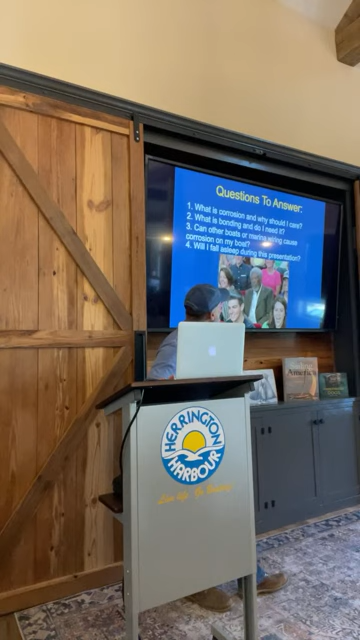 Questions To Answer:
1. What is corrosion and why should I care?
2. What is bonding and do I need it?
3. Can other boats or marina wiring cause
corrosion on my boat?
4. Will I fall asleep during this presentation?
America
HERRINGTON
HARBOUR